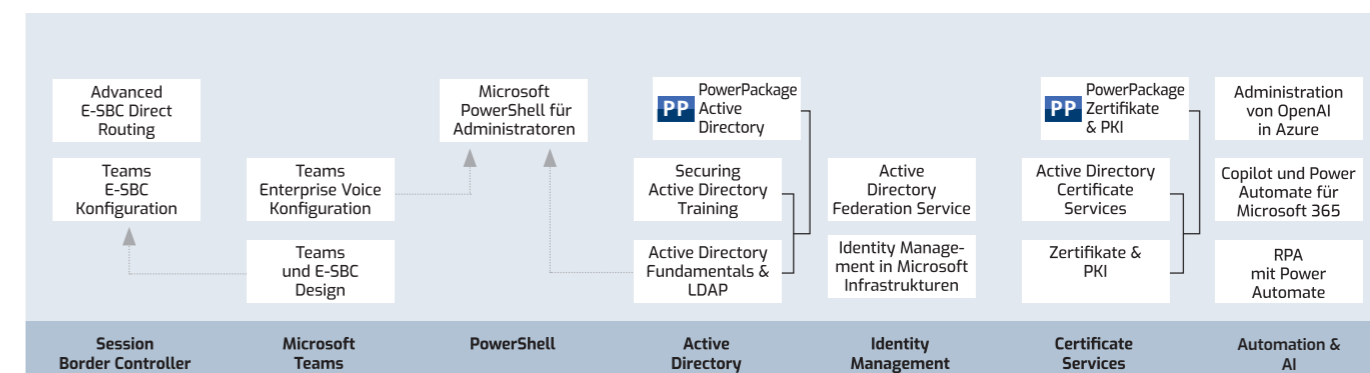 Advanced
E-SBC Direct
Routing
Teams
E-SBC
Konfiguration
Session
Border Controller
Teams
Enterprise Voice
Konfiguration
Teams
und E-SBC
Design
Microsoft
Teams
Microsoft
PowerShell für
Administratoren
PowerShell
PP
PowerPackage
Active
Directory
Securing
Active Directory
Training
Active Directory
Fundamentals &
LDAP
Active
Directory
Active
Directory
Federation Service
Identity Manage-
ment in Microsoft
Infrastrukturen
Identity
Management
PP
PowerPackage
Zertifikate
& PKI
Active Directory
Certificate
Services
Zertifikate &
PKI
Certificate
Services
Administration
von OpenAI
in Azure
Copilot und Power
Automate für
Microsoft 365
RPA
mit Power
Automate
Automation &
AI